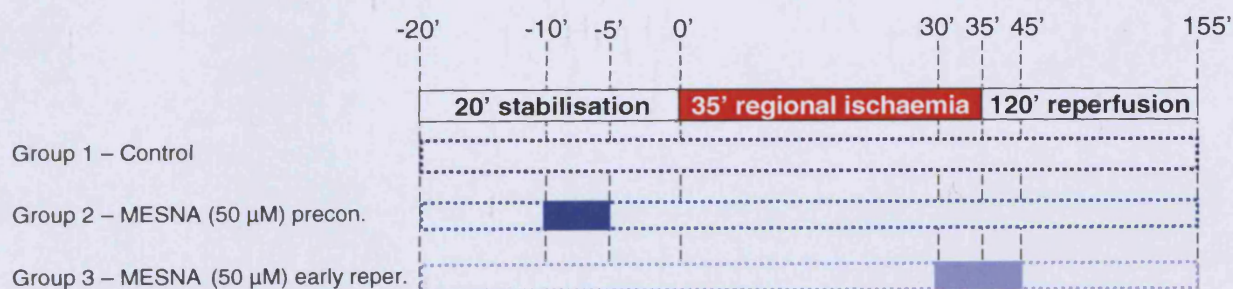 -20' -10' -5' 0' 30' 35' 45' 155'
20' stabilisation 35' regional ischaemia 120' reperfusion
Group 1 – Control
Group 2 – MESNA (50 µM) precon.
Group 3 – MESNA (50 µM) early reper.